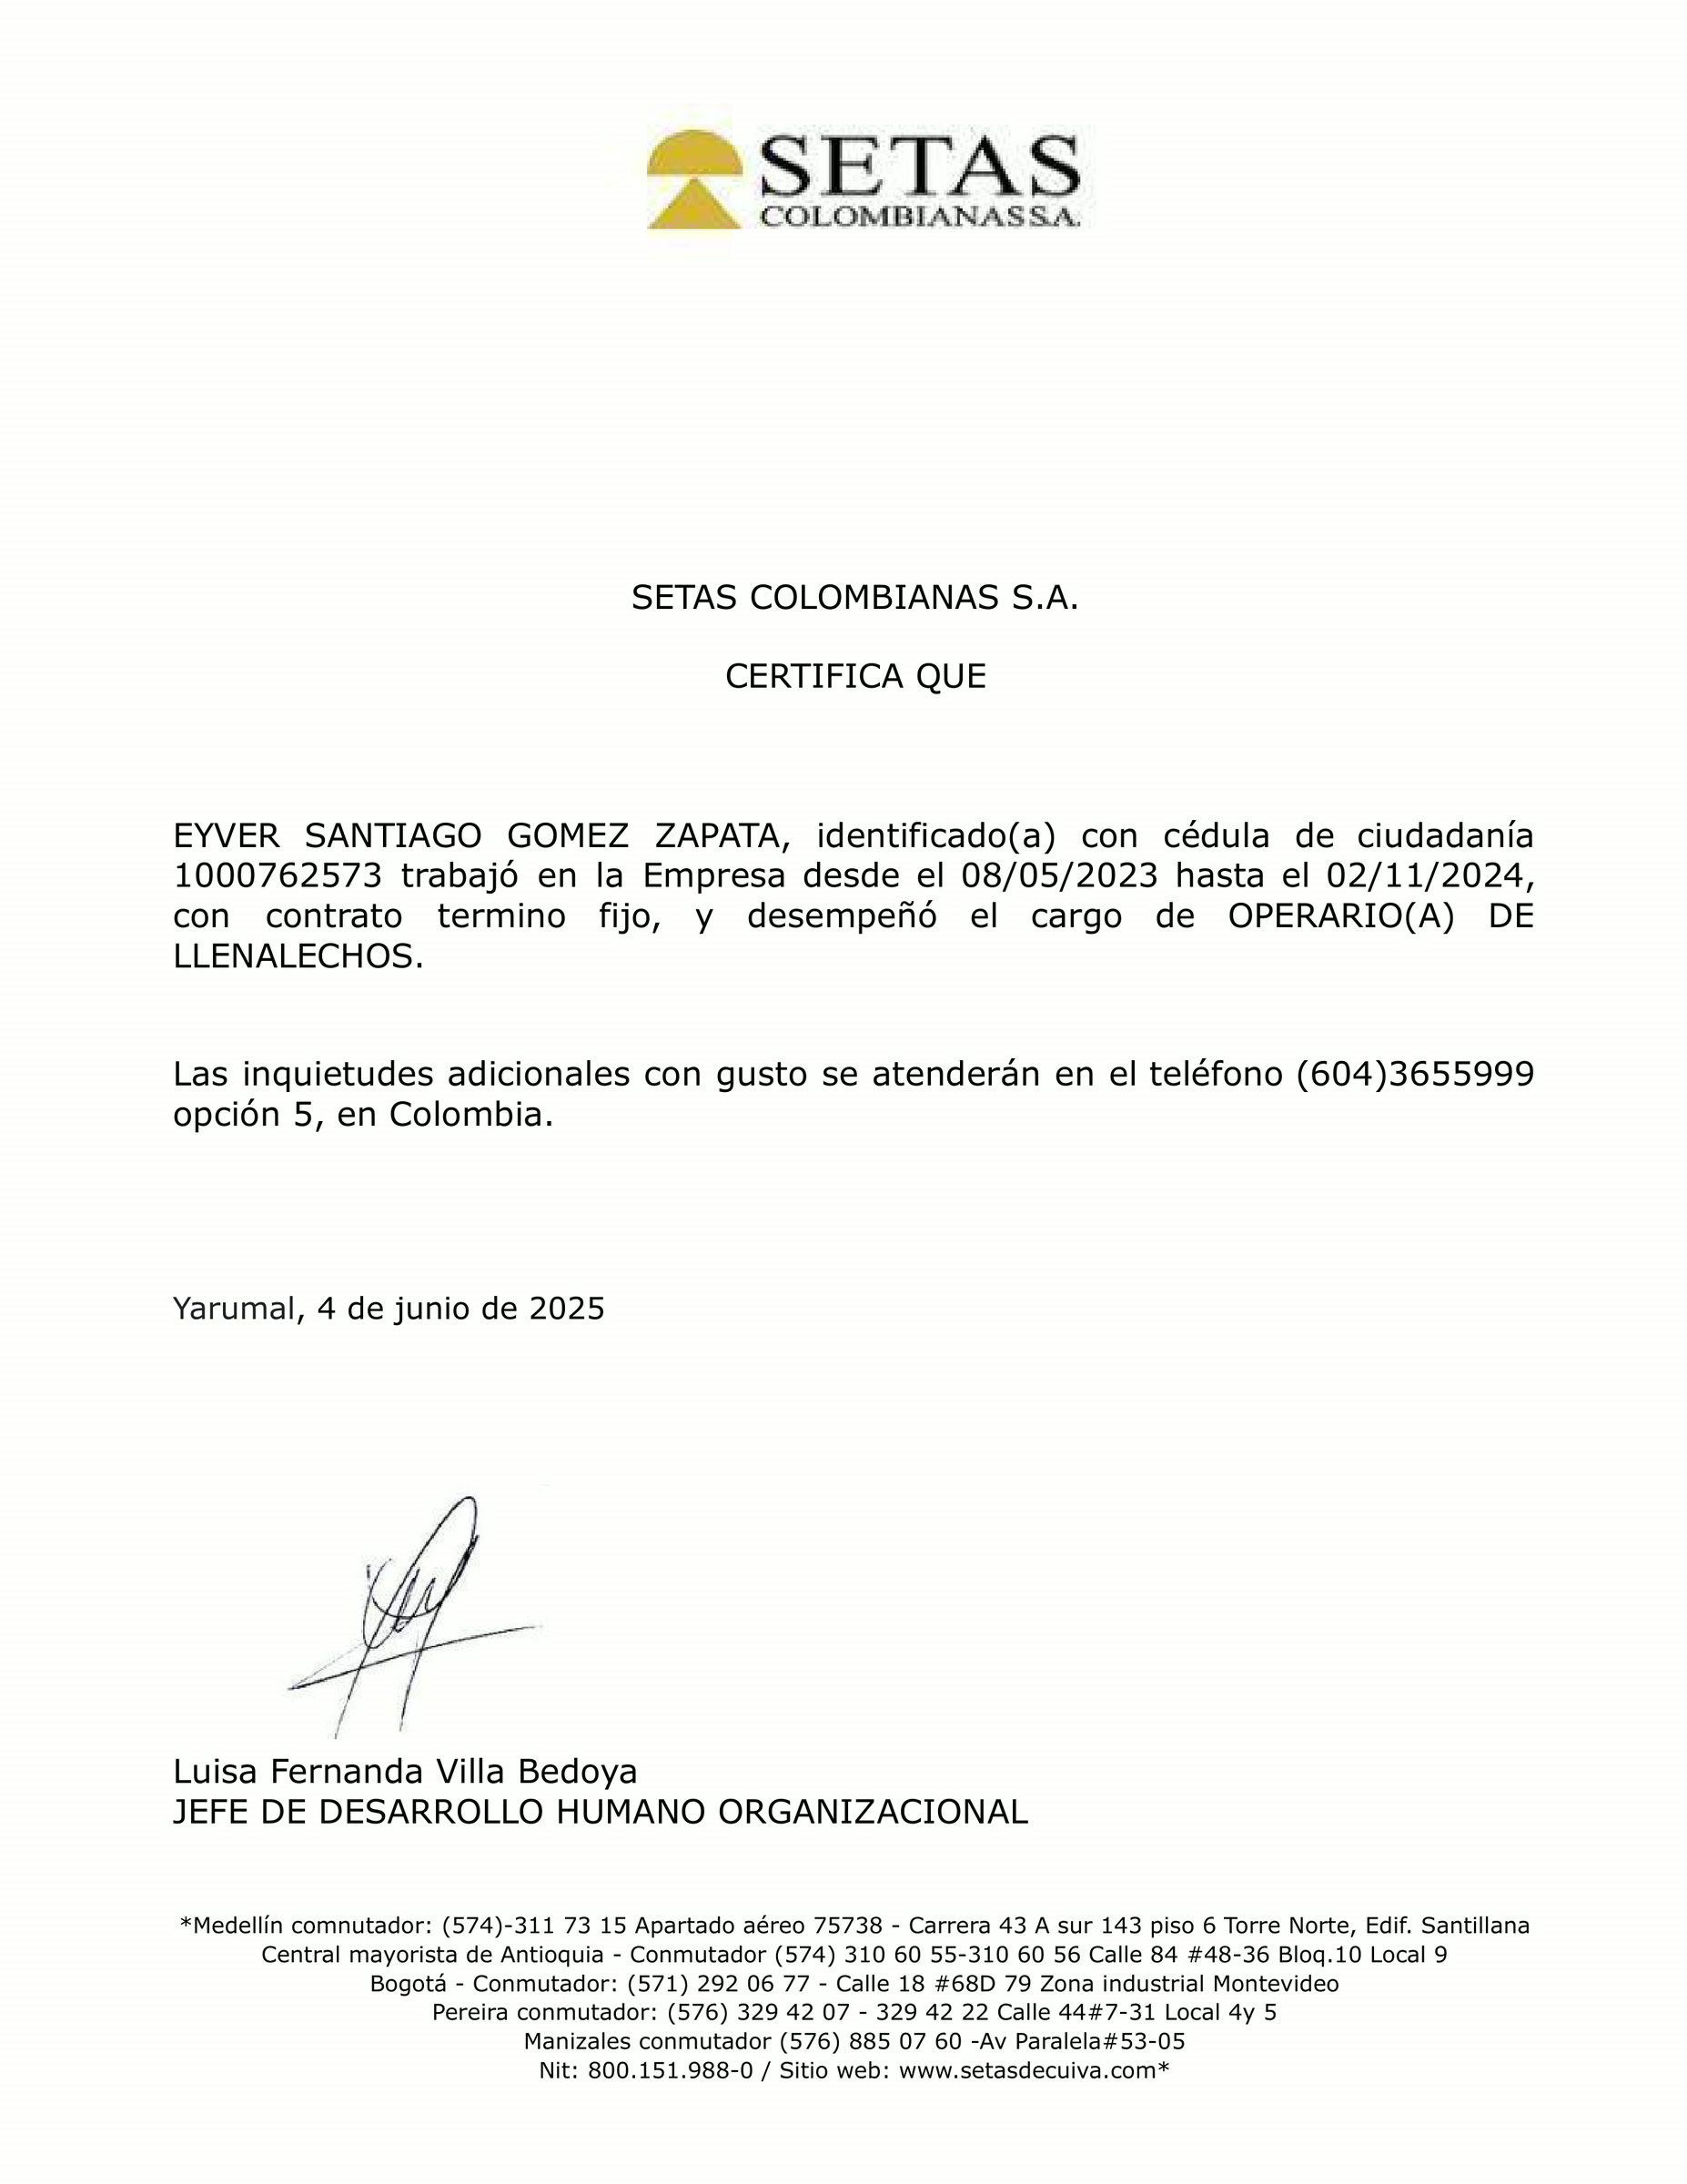 SETAS
COLOMBIANAS S.A.
SETAS COLOMBIANAS S.A.
CERTIFICA QUE
EYVER SANTIAGO GOMEZ ZAPATA, identificado(a) con cédula de ciudadanía
1000762573 trabajó en la Empresa desde el 08/05/2023 hasta el 02/11/2024,
con contrato termino fijo, y desempeñó el cargo de OPERARIO(A) DE
LLENALECHOS.
Las inquietudes adicionales con gusto se atenderán en el teléfono (604)3655999
opción 5, en Colombia.
Yarumal, 4 de junio de 2025
Luisa Fernanda Villa Bedoya
JEFE DE DESARROLLO HUMANO ORGANIZACIONAL
*Medellín comnutador: (574)-311 73 15 Apartado aéreo 75738 - Carrera 43 A sur 143 piso 6 Torre Norte, Edif. Santillana
Central mayorista de Antioquia - Conmutador (574) 310 60 55-310 60 56 Calle 84 #48-36 Bloq.10 Local 9
Bogotá - Conmutador: (571) 292 06 77 - Calle 18 #68D 79 Zona industrial Montevideo
Pereira conmutador: (576) 329 42 07 - 329 42 22 Calle 44#7-31 Local 4y 5
Manizales conmutador (576) 885 07 60 -Av Paralela#53-05
Nit: 800.151.988-0 / Sitio web: www.setasdecuiva.com*